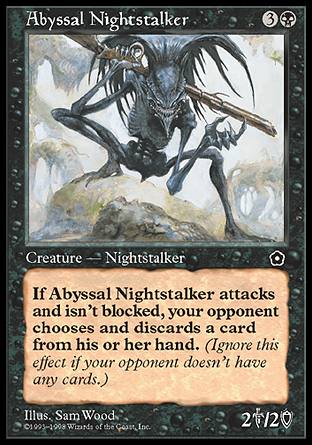 Abyssal Nightstalker 3
Creature — Nightstalker
If Abyssal Nightstalker attacks
and isn't blocked, your opponent
chooses and discards a card
from his or her hand. (Ignore this
effect if your opponent doesn't have
any cards.)
Illus. Sam Wood
©1995-1998 Wizards of the Coast, Inc.
2/2